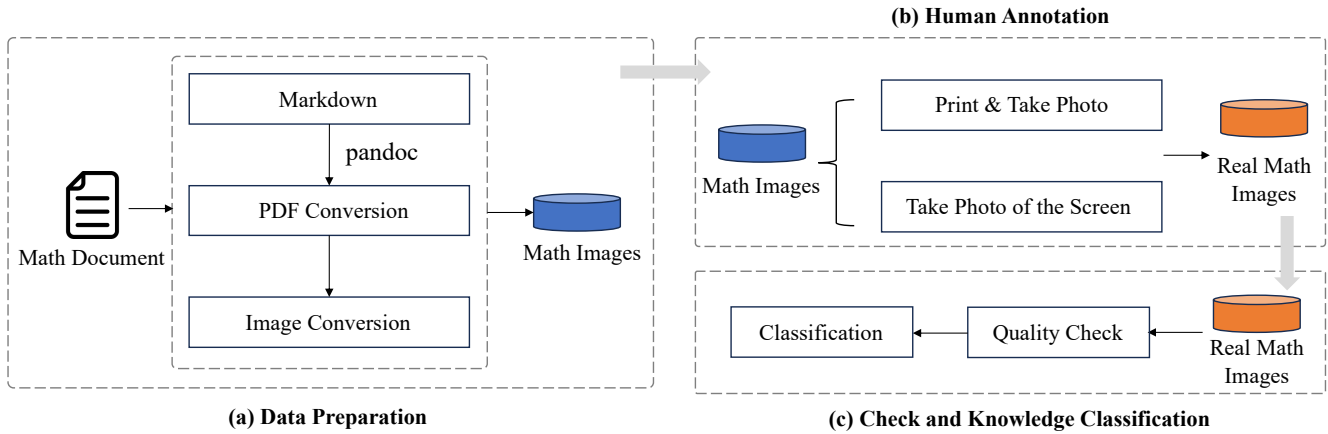 Markdown
pandoc
PDF Conversion
Image Conversion
Math Document
Math Images
(a) Data Preparation
(b) Human Annotation
Math Images
Print & Take Photo
Take Photo of the Screen
Real Math
Images
Classification
Quality Check
Real Math
Images
(c) Check and Knowledge Classification